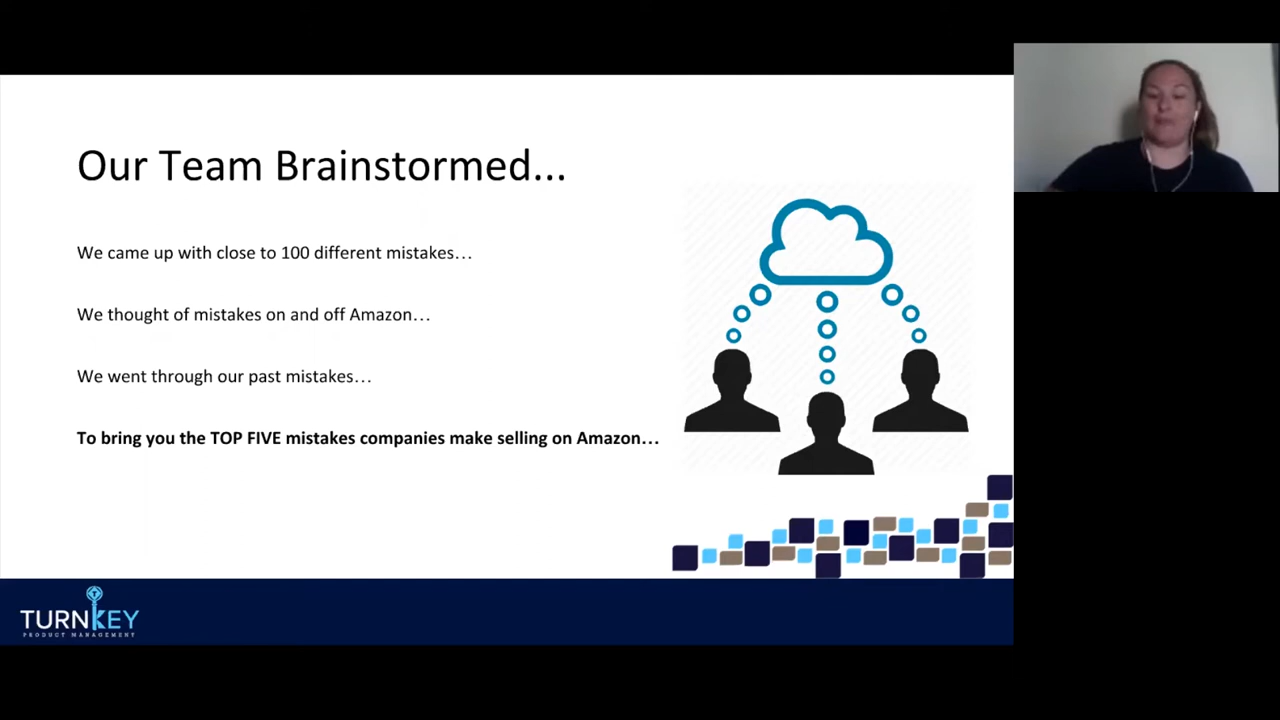 Our Team Brainstormed...
We came up with close to 100 different mistakes…
We thought of mistakes on and off Amazon…
We went through our past mistakes…
To bring you the TOP FIVE mistakes companies make selling on Amazon…
TURNKEY
PRODUCT MANAGEMENT